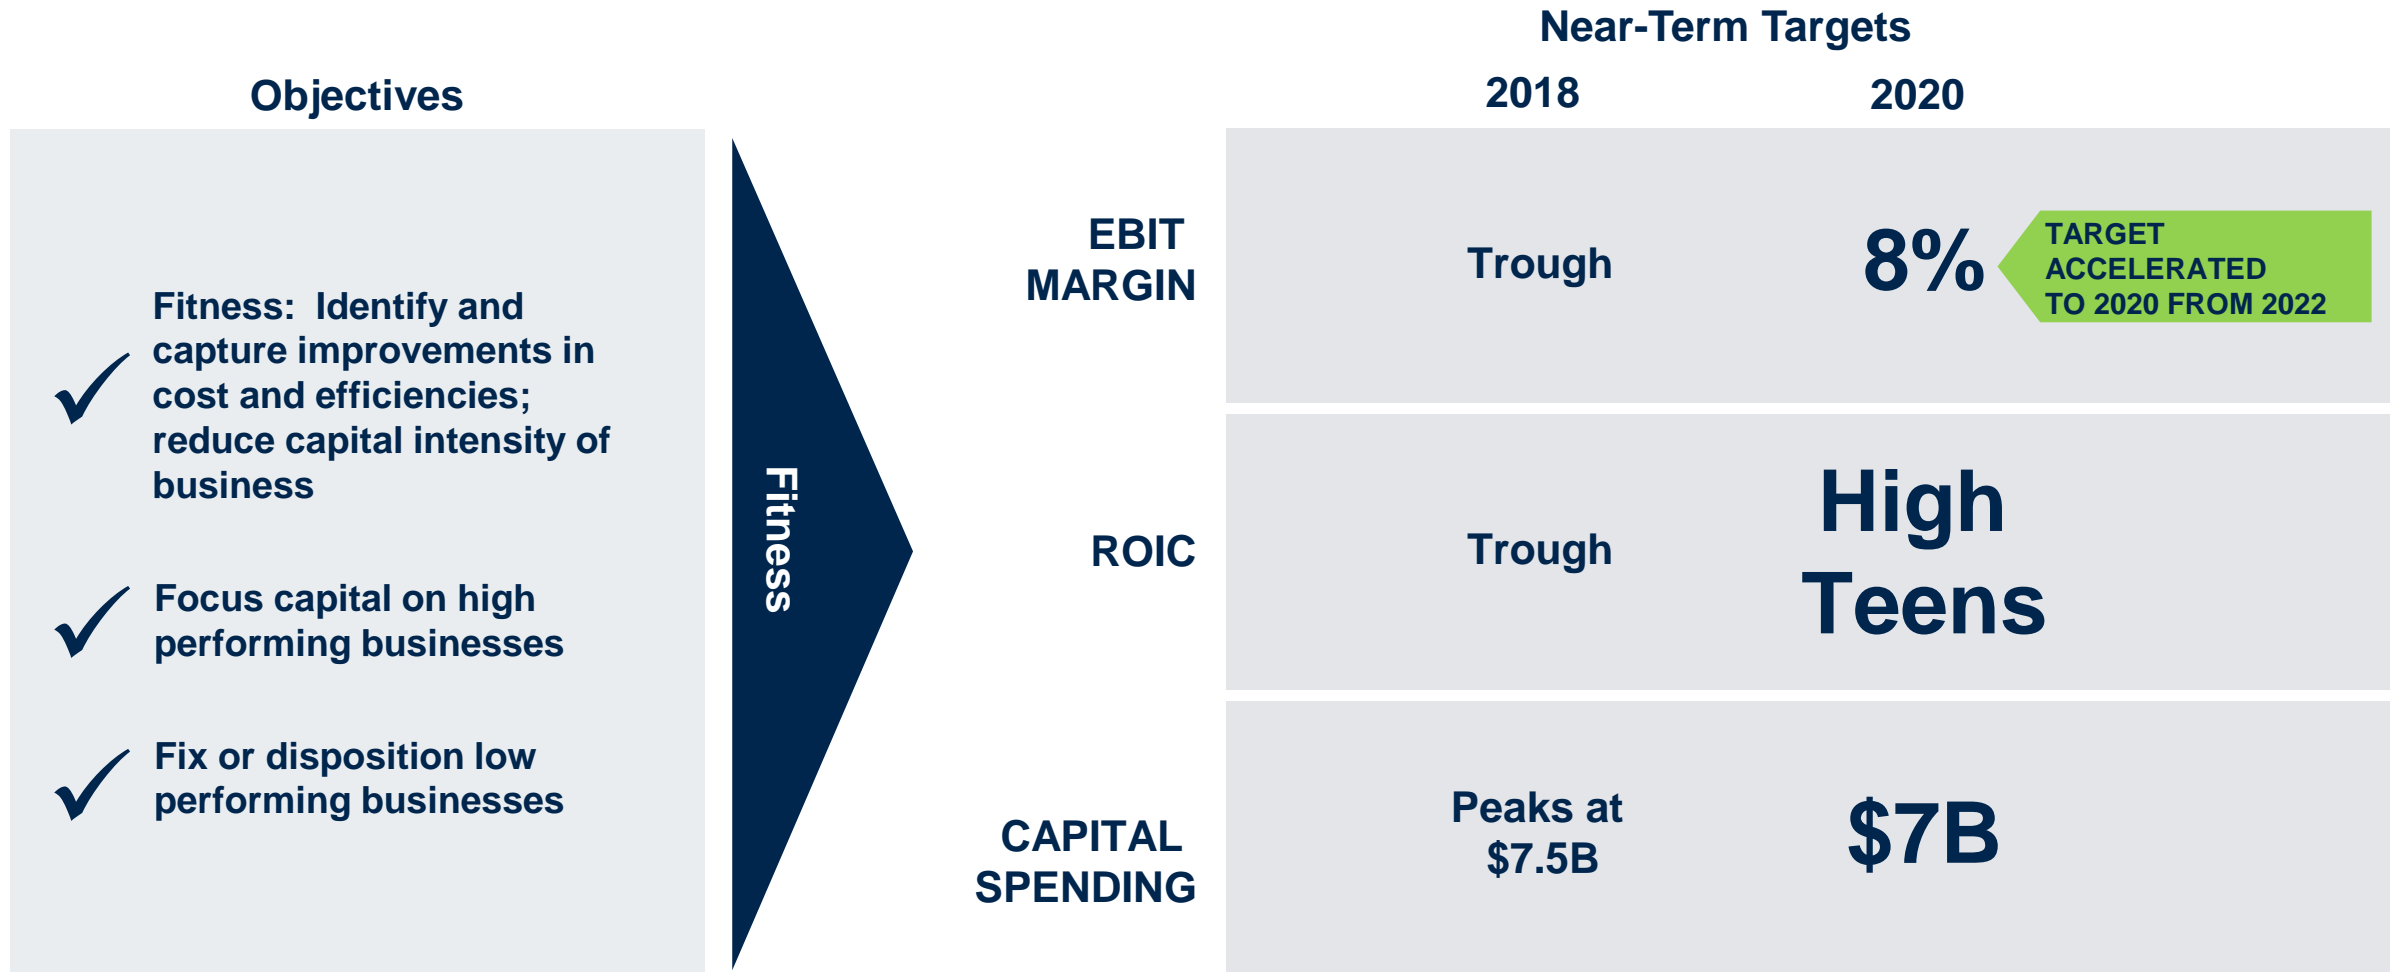 Objectives
Fitness:  Identify and
capture improvements in
cost and efficiencies;
reduce capital intensity of
business
Focus capital on high
performing businesses
Fix or disposition low
performing businesses
Fitness
Near-Term Targets
2018
2020
EBIT
MARGIN
Trough
8%
TARGET
ACCELERATED
TO 2020 FROM 2022
ROIC
Trough
High
Teens
CAPITAL
SPENDING
Peaks at
$7.5B
$7B